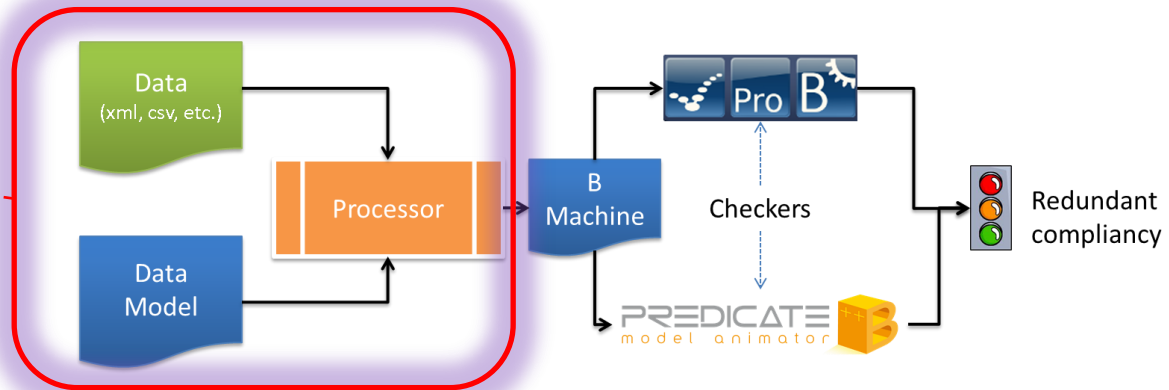 Data
(xml, csv, etc.)
Processor
Data
Model
B
Machine
Pro B
Checkers
PREDICATE
model animator
++
B
Redundant
compliancy